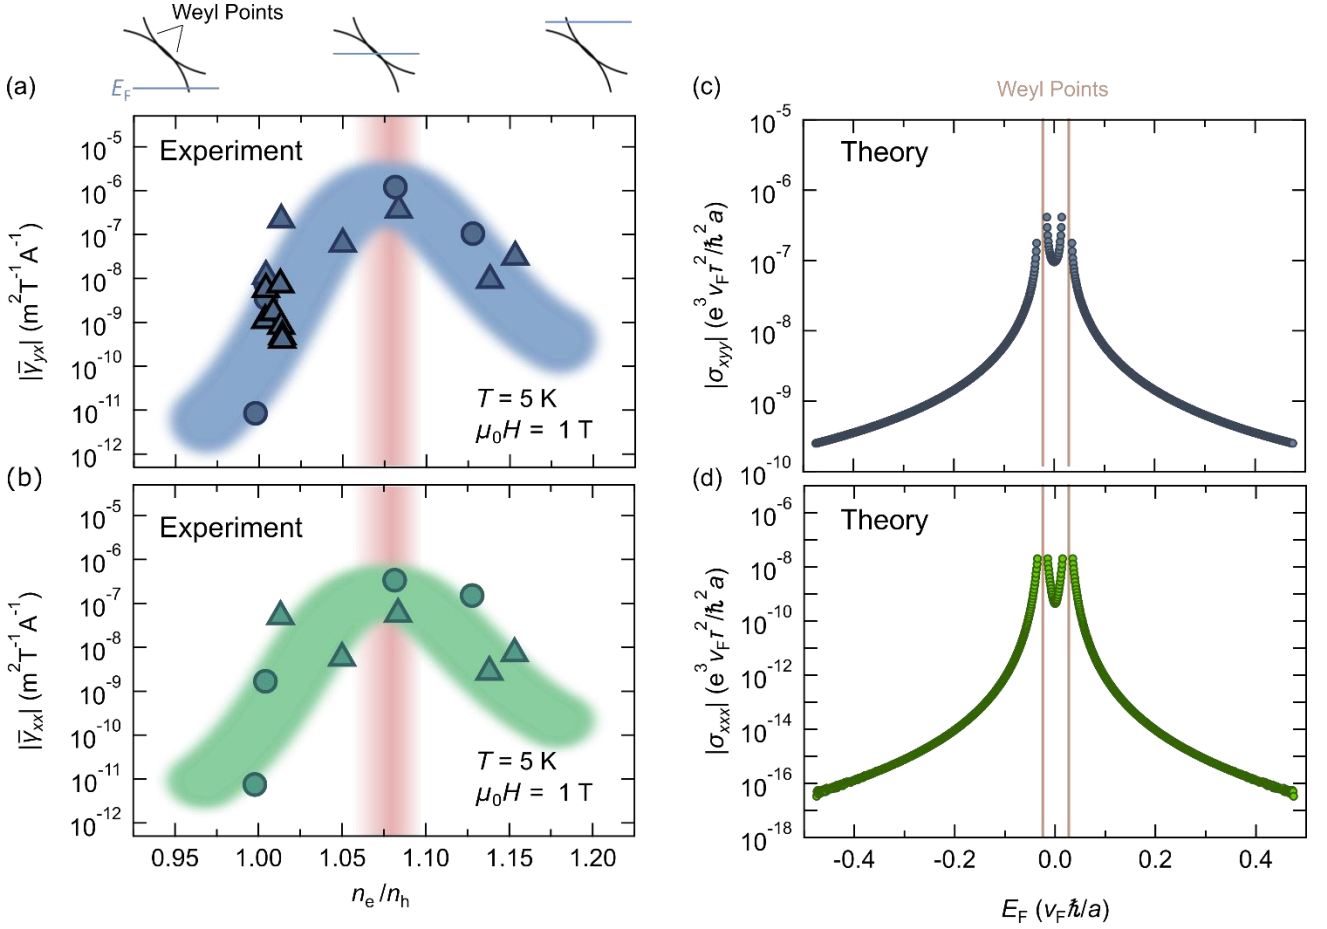 Weyl Points
E_F
(a)
Experiment
10^-5
10^-6
10^-7
10^-8
10^-9
10^-10
10^-11
10^-12
|γ̄_yx| (m^2T^-1A^-1)
T = 5 K
μ_0H = 1 T
(b)
Experiment
10^-5
10^-6
10^-7
10^-8
10^-9
10^-10
10^-11
10^-12
|γ̄_xx| (m^2T^-1A^-1)
T = 5 K
μ_0H = 1 T
0.95 1.00 1.05 1.10 1.15 1.20
n_e/n_h
(c)
Weyl Points
Theory
10^-5
10^-6
10^-7
10^-8
10^-9
10^-10
|σ_xyy| (e^3v_Fτ^2/ħ^2a)
(d)
Theory
10^-6
10^-8
10^-10
10^-12
10^-14
10^-16
10^-18
|σ_xxx| (e^3v_Fτ^2/ħ^2a)
-0.4 -0.2 0.0 0.2 0.4
E_F (v_Fħ/a)